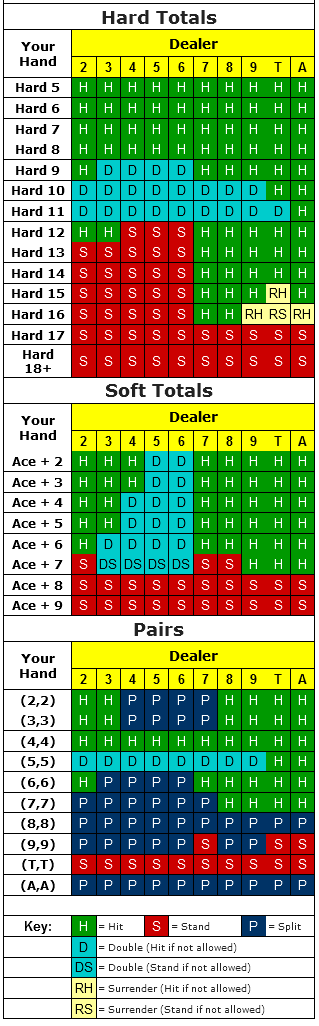 Hard Totals
Your Hand Dealer
2 3 4 5 6 7 8 9 T A
Hard 5 H H H H H H H H H H
Hard 6 H H H H H H H H H H
Hard 7 H H H H H H H H H H
Hard 8 H H H H H H H H H H
Hard 9 H D D D D H H H H H
Hard 10 D D D D D D D D H H
Hard 11 D D D D D D D D D H
Hard 12 H H S S S H H H H H
Hard 13 S S S S S H H H H H
Hard 14 S S S S S H H H H H
Hard 15 S S S S S H H H RH H
Hard 16 S S S S S H H RH RS RH
Hard 17 S S S S S S S S S S
Hard 18+ S S S S S S S S S S
Soft Totals
Your Hand Dealer
2 3 4 5 6 7 8 9 T A
Ace + 2 H H H D D H H H H H
Ace + 3 H H H D D H H H H H
Ace + 4 H H D D D H H H H H
Ace + 5 H H D D D H H H H H
Ace + 6 H D D D D H H H H H
Ace + 7 S DS DS DS DS S S H H H
Ace + 8 S S S S S S S S S S
Ace + 9 S S S S S S S S S S
Pairs
Your Hand Dealer
2 3 4 5 6 7 8 9 T A
(2,2) H H P P P P H H H H
(3,3) H H P P P P H H H H
(4,4) H H H H H H H H H H
(5,5) D D D D D D D D H H
(6,6) H P P P P H H H H H
(7,7) P P P P P P H H H H
(8,8) P P P P P P P P P P
(9,9) P P P P P S P P S S
(T,T) S S S S S S S S S S
(A,A) P P P P P P P P P P
Key: H = Hit S = Stand P = Split
D = Double (Hit if not allowed)
DS = Double (Stand if not allowed)
RH = Surrender (Hit if not allowed)
RS = Surrender (Stand if not allowed)